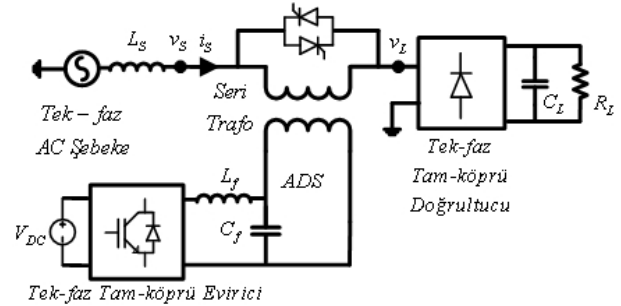 L_S
v_S
i_S
v_L
Seri
Trafo
Tek – faz
AC Şebeke
C_L
R_L
Tek-faz
Tam-köprü
Doğrultucu
L_f
ADS
C_f
V_DC
Tek-faz Tam-köprü Evirici